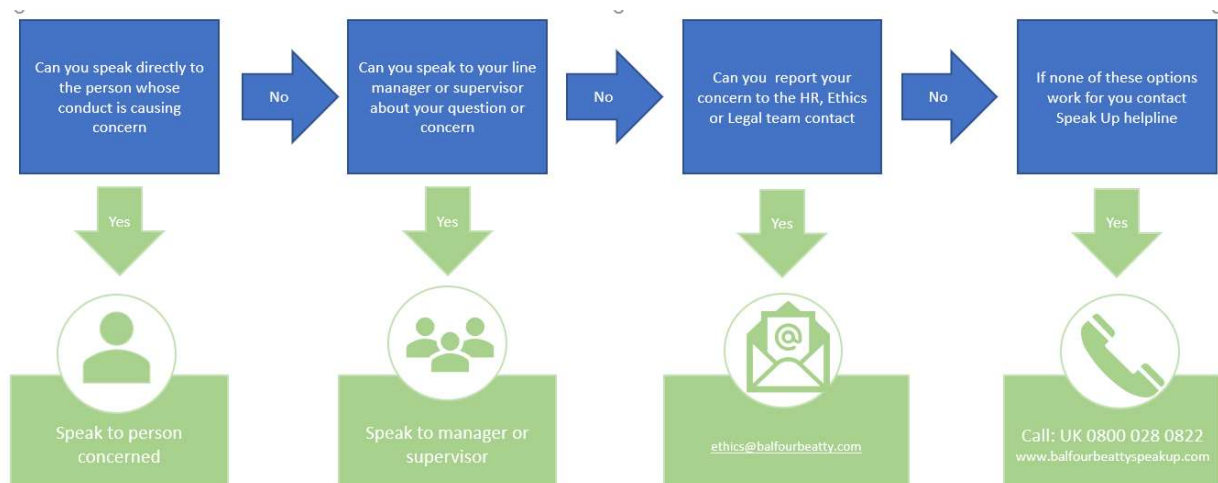 Can you speak directly to
the person whose
conduct is causing
concern
No
Can you speak to your line
manager or supervisor
about your question or
concern
No
Can you report your
concern to the HR, Ethics
or Legal team contact
No
If none of these options
work for you contact
Speak Up helpline
Yes
Yes
Yes
Yes
@
Speak to person
concerned
Speak to manager or
supervisor
ethics@balfourbeatty.com
Call: UK 0800 028 0822
www.balfourbeattyspeakup.com